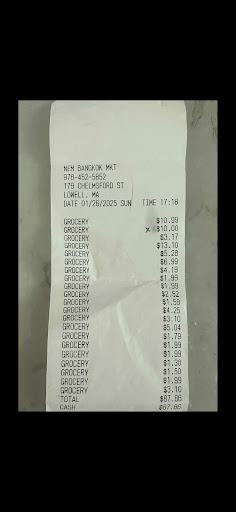 NEW BANGKOK MKT
978-452-5852
179 CHELMSFORD ST
LOWELL, MA
DATE 01/26/2025 SUN TIME 17:18
GROCERY $10.99
GROCERY x $10.00
GROCERY $3.17
GROCERY $13.10
GROCERY $5.28
GROCERY $6.99
GROCERY $4.19
GROCERY $1.99
GROCERY $1.99
GROCERY $2.52
GROCERY $1.59
GROCERY $4.25
GROCERY $3.10
GROCERY $5.04
GROCERY $1.79
GROCERY $1.99
GROCERY $1.99
GROCERY $1.30
GROCERY $1.50
GROCERY $1.99
GROCERY $3.10
TOTAL $87.86
CASH $87.86